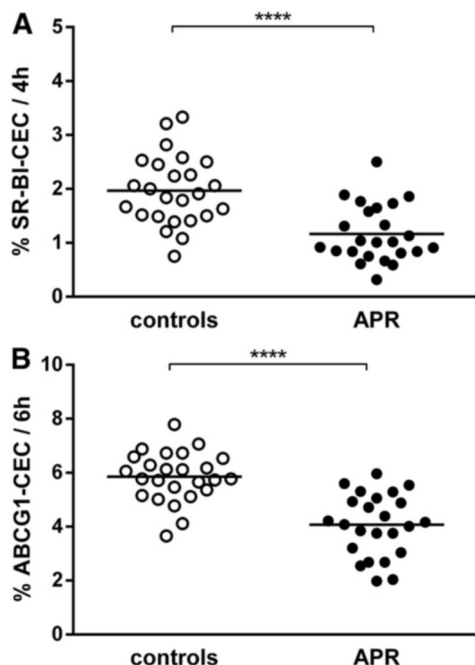 A
****
% SR-BI-CEC / 4h
5
4
3
2
1
0
controls APR
B
****
% ABCG1-CEC / 6h
10
8
6
4
2
0
controls APR